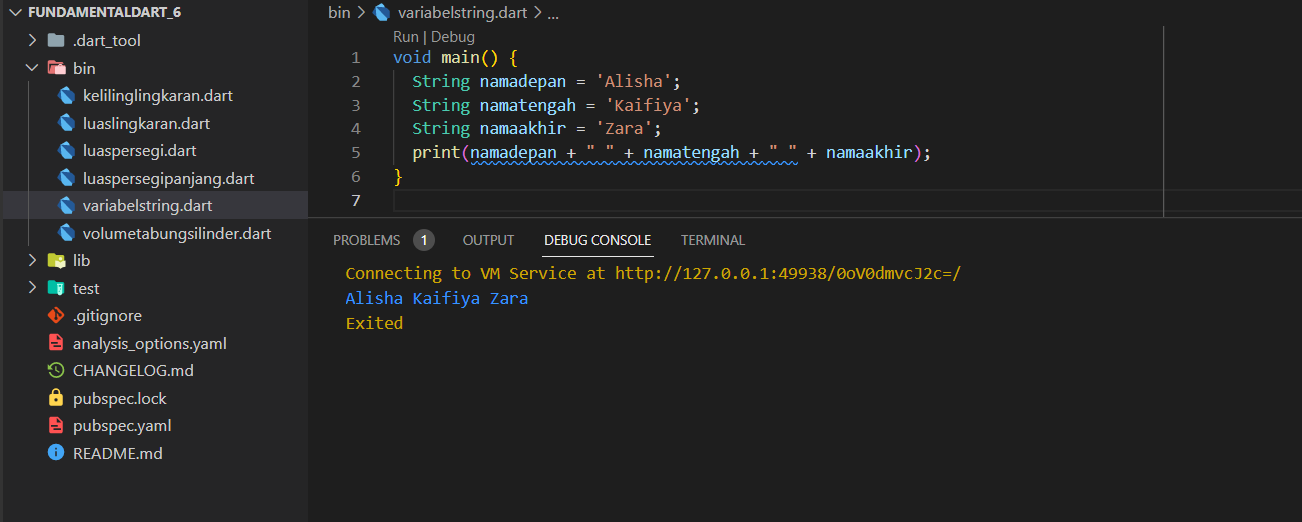 FUNDAMENTALDART_6
.dart_tool
bin
kelilinglingkaran.dart
luaslingkaran.dart
luaspersegi.dart
luaspersegipanjang.dart
variabelstring.dart
volumetabungsilinder.dart
lib
test
.gitignore
analysis_options.yaml
CHANGELOG.md
pubspec.lock
pubspec.yaml
README.md
bin > variabelstring.dart > ...
Run | Debug
1 void main() {
2 String namadepan = 'Alisha';
3 String namatengah = 'Kaifiya';
4 String namaakhir = 'Zara';
5 print(namadepan + " " + namatengah + " " + namaakhir);
6 }
7
PROBLEMS 1 OUTPUT DEBUG CONSOLE TERMINAL
Connecting to VM Service at http://127.0.0.1:49938/0oV0dmvcJ2c=/
Alisha Kaifiya Zara
Exited